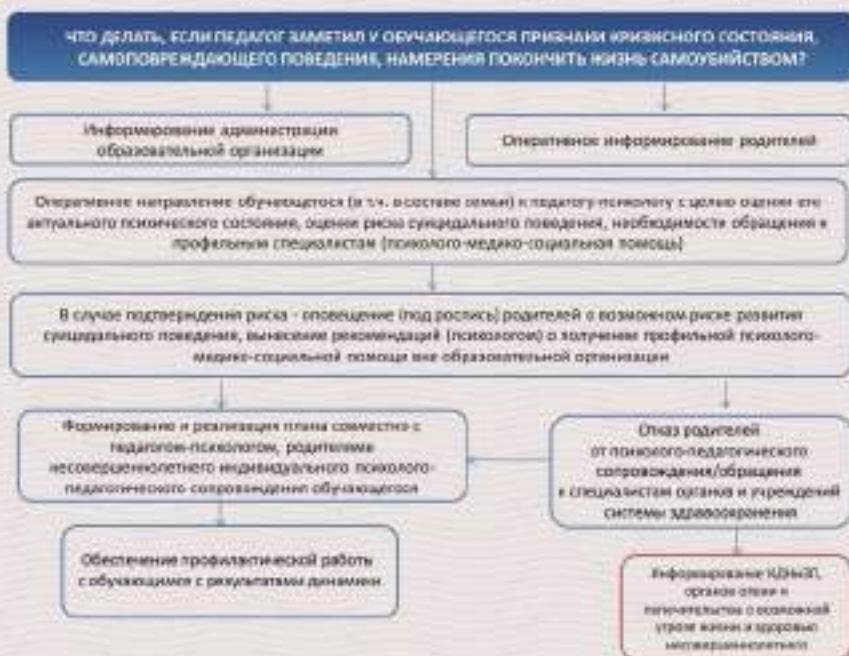 ЧТО ДЕЛАТЬ, ЕСЛИ ПЕДАГОГ ЗАМЕТИЛ У ОБУЧАЮЩЕГОСЯ ПРИЗНАКИ КРИЗИСНОГО СОСТОЯНИЯ,
САМОПОВРЕЖДАЮЩЕГО ПОВЕДЕНИЯ, НАМЕРЕНИЯ ПОКОНЧИТЬ ЖИЗНЬ САМОУБИЙСТВОМ?
Информирование администрации
образовательной организации
Оперативное информирование родителей
Оперативное направление обучающегося (в т.ч. в составе семьи) к педагогу-психологу с целью оценки его
актуального психического состояния, оценки риска суицидального поведения, необходимости обращения к
профильным специалистам (психолого-медико-социальная помощь)
В случае подтверждения риска - оповещение (под роспись) родителей о возможном риске развития
суицидального поведения, вынесение рекомендаций (психологом) о получении профильной психолого-
медико-социальной помощи вне образовательной организации
Формирование и реализация плана совместно с
педагогом-психологом, родителями
несовершеннолетнего индивидуального психолого-
педагогического сопровождения обучающегося
Отказ родителей
от психолого-педагогического
сопровождения/обращения
к специалистам органов и учреждений
системы здравоохранения
Обеспечение профилактической работы
с обучающимся с результатами динамики
Информирование КДНиЗП,
органов опеки и
попечительства о возможной
угрозе жизни и здоровью
несовершеннолетнего